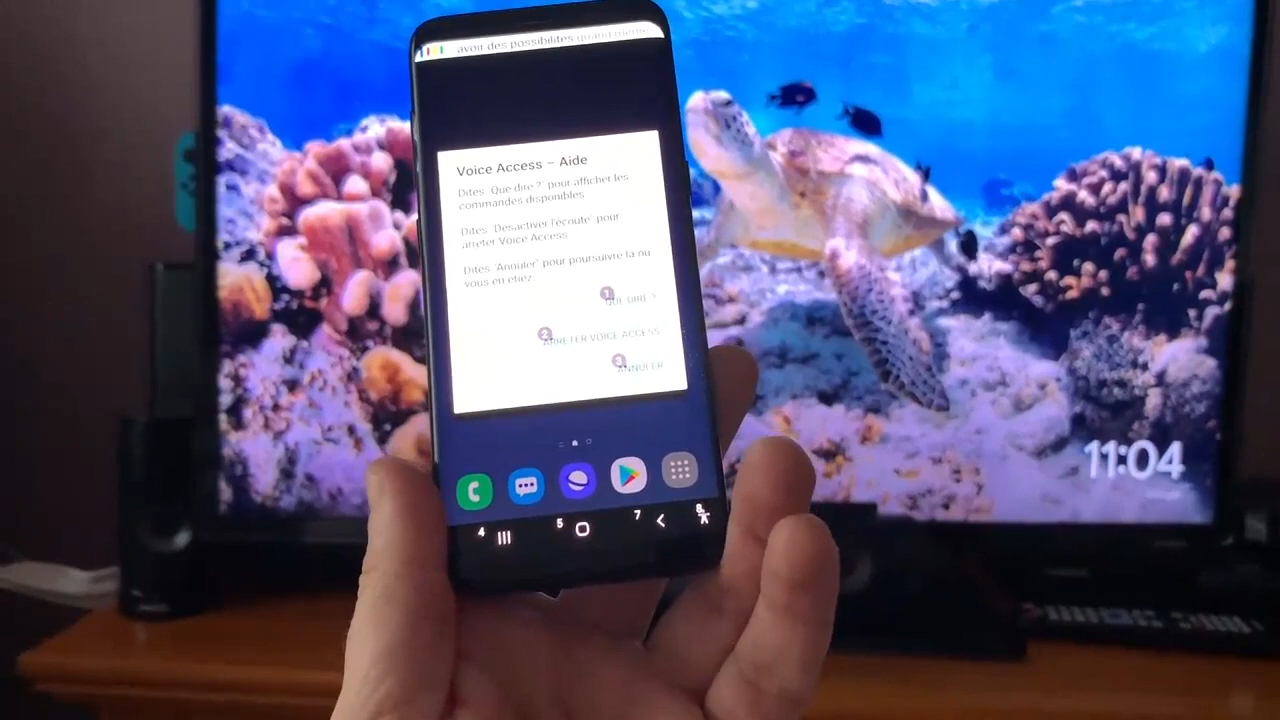 avoir des possibilités quand même
Voice Access – Aide
Dites 'Que dire ?' pour afficher les
commandes disponibles
Dites 'Désactiver l'écoute' pour
arrêter Voice Access
Dites 'Annuler' pour poursuivre là où
vous en étiez.
1
QUE DIRE ?
2
ARRÊTER VOICE ACCESS
3
ANNULER
11:04
4
5
7
8